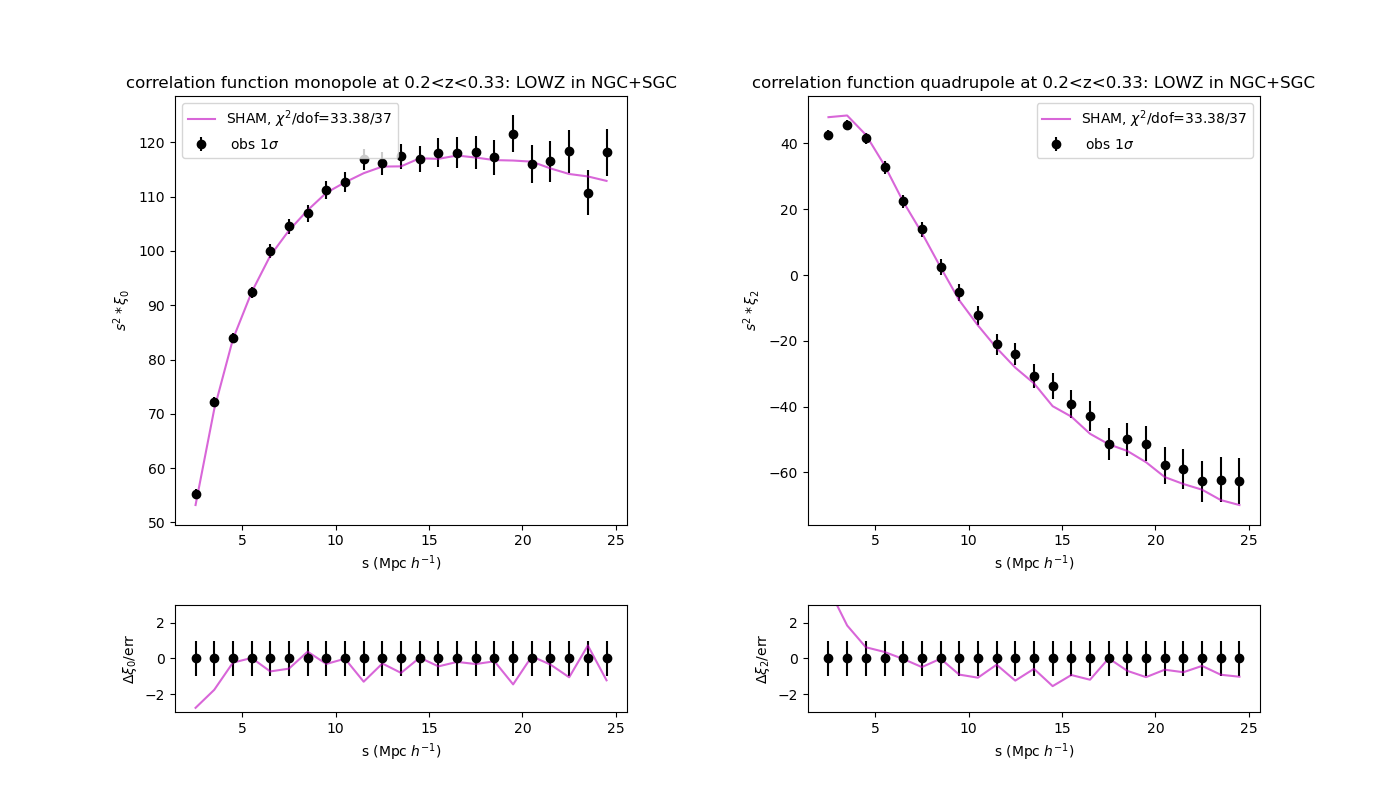 correlation function monopole at 0.2<z<0.33: LOWZ in NGC+SGC
SHAM, χ²/dof=33.38/37
obs 1σ
120
110
100
90
80
70
60
50
s² * ξ₀
5 10 15 20 25
s (Mpc h⁻¹)
correlation function quadrupole at 0.2<z<0.33: LOWZ in NGC+SGC
SHAM, χ²/dof=33.38/37
obs 1σ
40
20
0
−20
−40
−60
s² * ξ₂
5 10 15 20 25
s (Mpc h⁻¹)
2
0
−2
Δξ₀/err
5 10 15 20 25
s (Mpc h⁻¹)
2
0
−2
Δξ₂/err
5 10 15 20 25
s (Mpc h⁻¹)